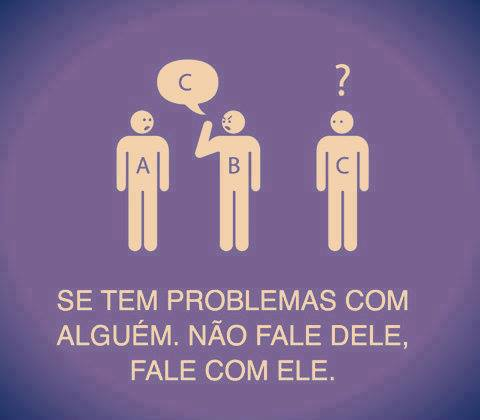 C
?
A B C
SE TEM PROBLEMAS COM
ALGUÉM. NÃO FALE DELE,
FALE COM ELE.